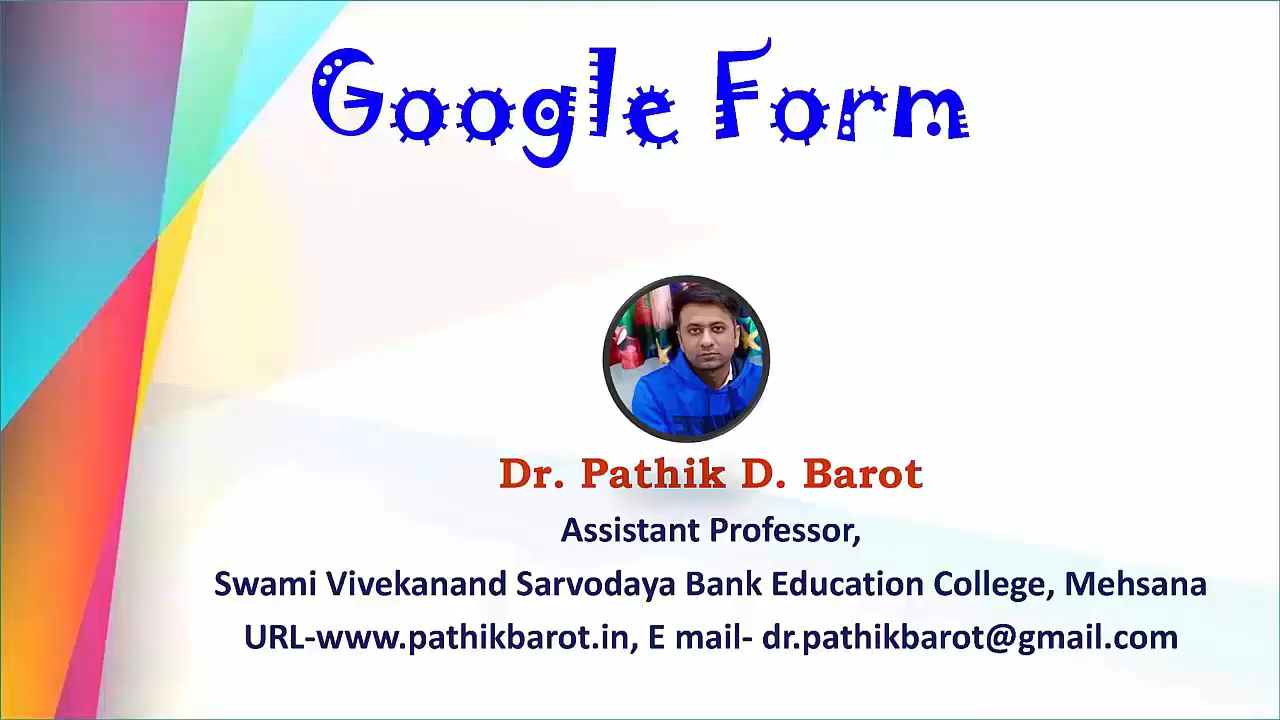 Google Form
Dr. Pathik D. Barot
Assistant Professor,
Swami Vivekanand Sarvodaya Bank Education College, Mehsana
URL-www.pathikbarot.in, E mail- dr.pathikbarot@gmail.com